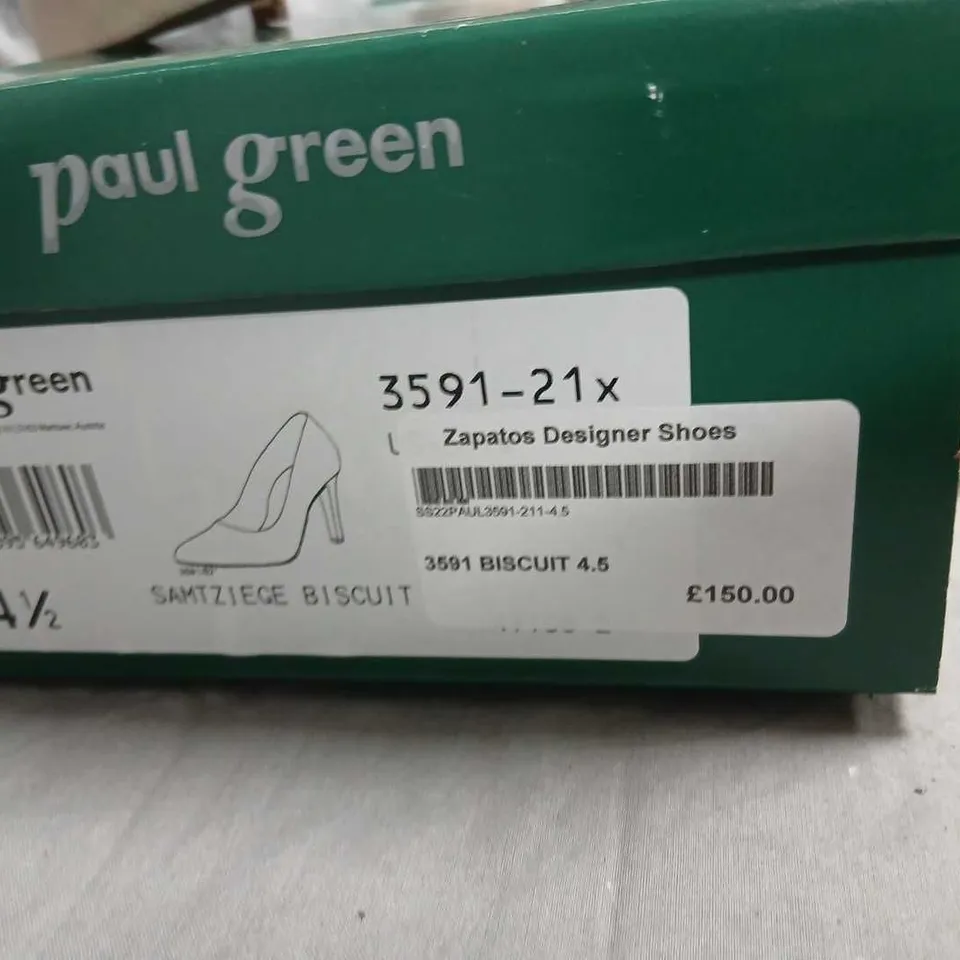 paul green
green
3591-21x
Zapatos Designer Shoes
SS22PAUL3591-211-4.5
3591 BISCUIT 4.5
£150.00
SAMTZIEGE BISCUIT
4½